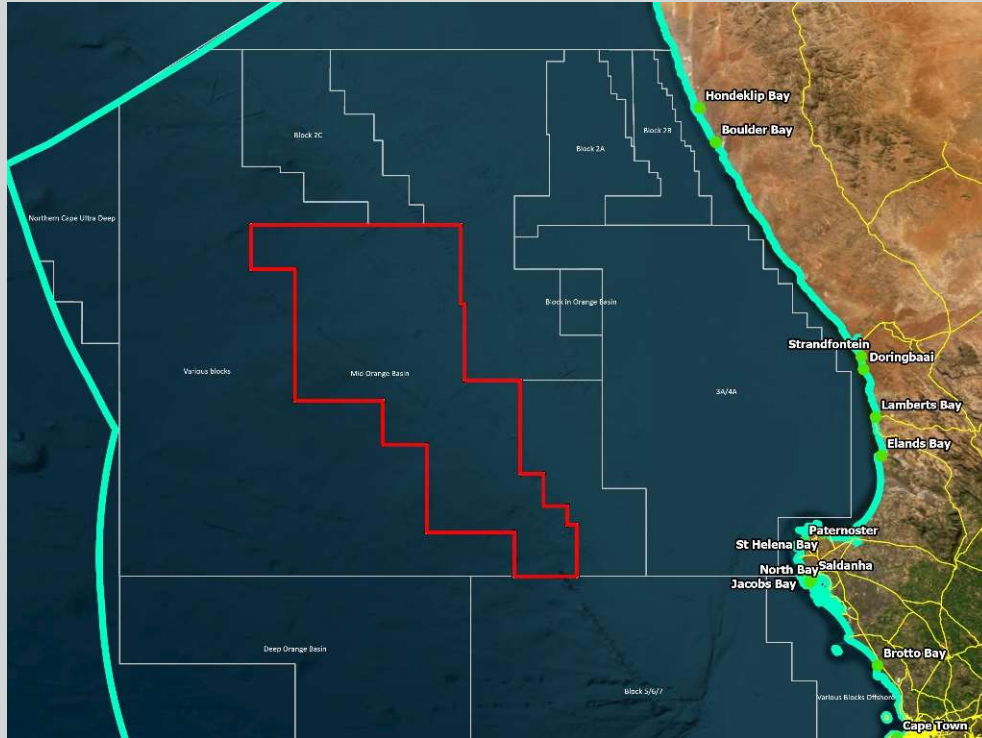 Hondeklip Bay
Block 2C
Block 2B
Boulder Bay
Block 2A
Northern Cape Ultra Deep
Block in Orange Basin
Strandfontein
Doringbaai
Various blocks
Mid Orange Basin
3A/4A
Lamberts Bay
Elands Bay
Paternoster
St Helena Bay
North Bay
Saldanha
Jacobs Bay
Deep Orange Basin
Brotto Bay
Block 5/6/7
Various Blocks Offshore
Cape Town